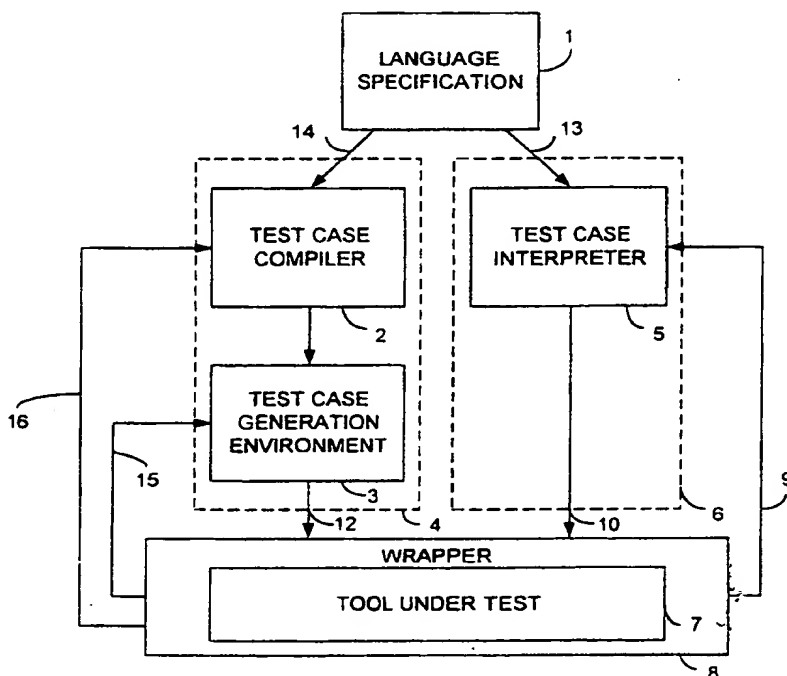 1
LANGUAGE
SPECIFICATION
14
13
TEST CASE
COMPILER
TEST CASE
INTERPRETER
2
5
TEST CASE
GENERATION
ENVIRONMENT
16
15
3
12
4
10
6
9
WRAPPER
TOOL UNDER TEST
7
8